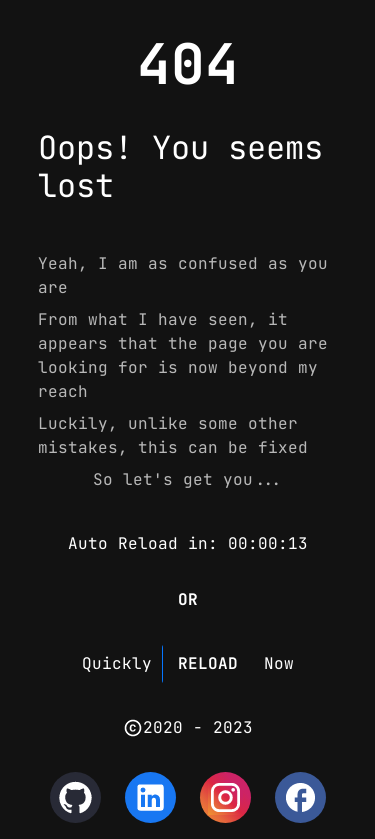 404
Oops! You seems
lost
Yeah, I am as confused as you
are
From what I have seen, it
appears that the page you are
looking for is now beyond my
reach
Luckily, unlike some other
mistakes, this can be fixed
So let's get you...
Auto Reload in: 00:00:13
OR
Quickly RELOAD Now
©2020 - 2023